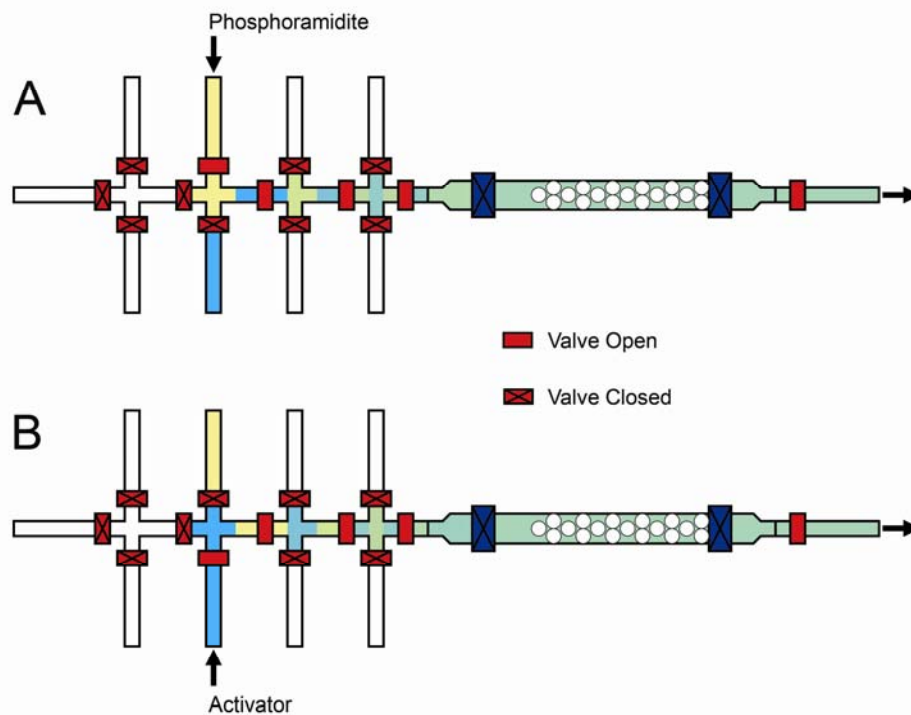 Phosphoramidite
A
Valve Open
Valve Closed
B
Activator